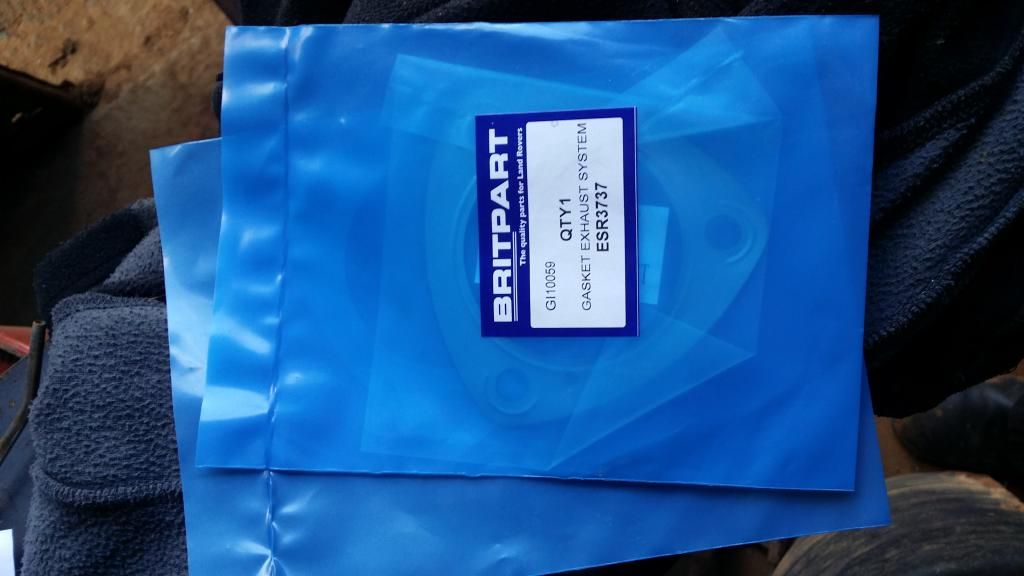 BRITPART
The quality parts for Land Rovers
GI10059
QTY1
GASKET EXHAUST SYSTEM
ESR3737